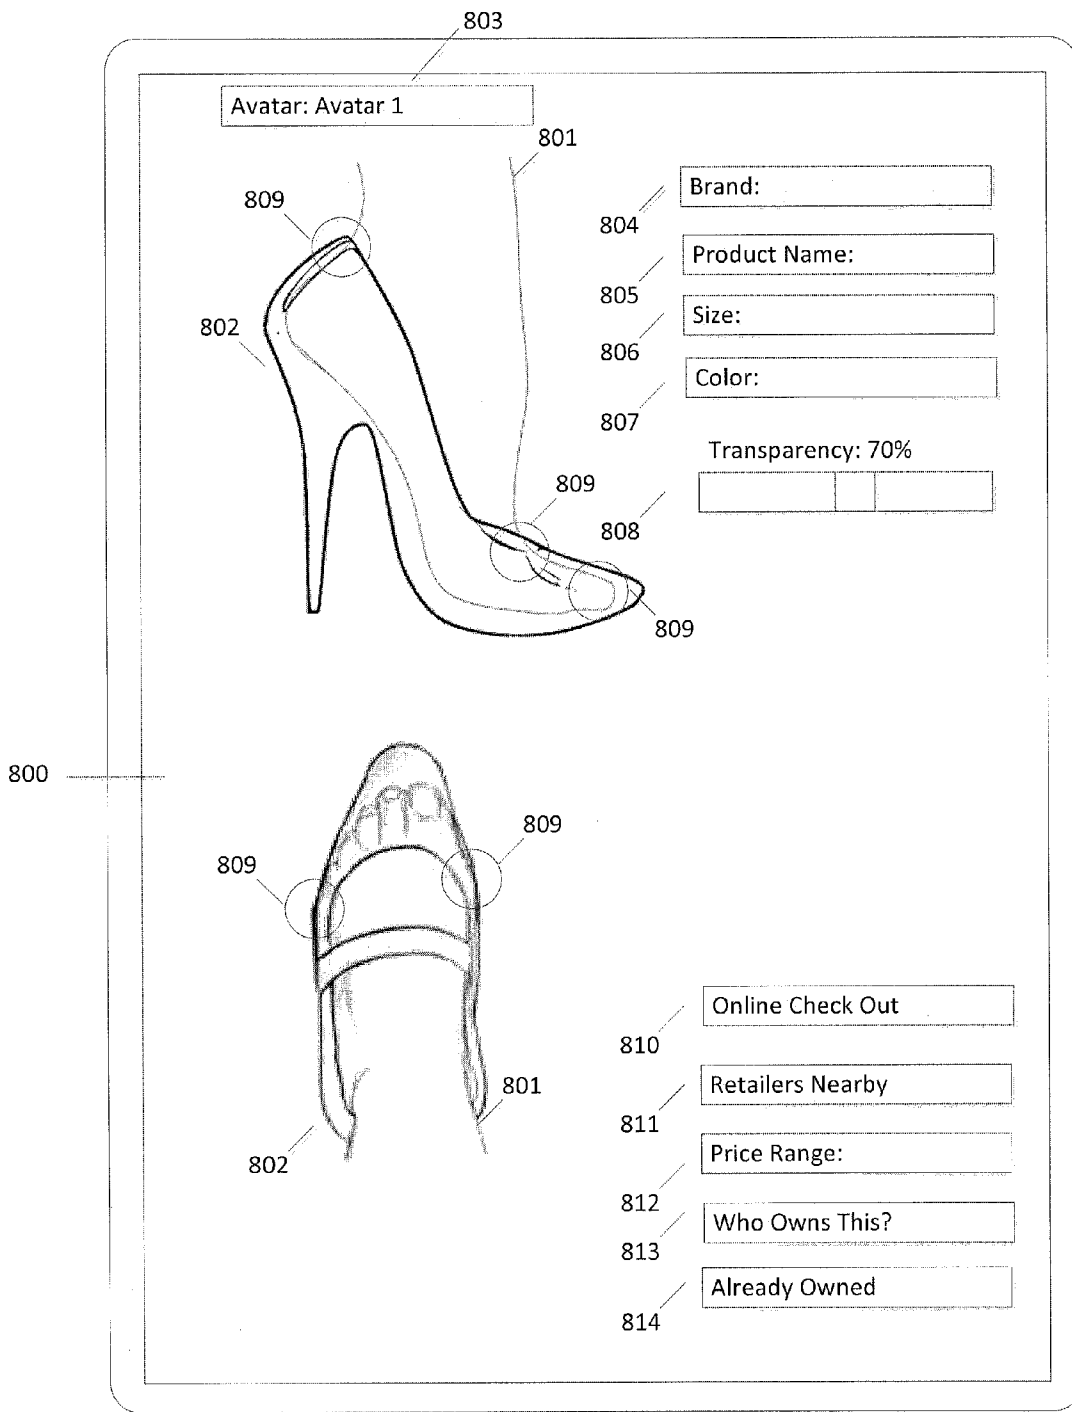 803
Avatar: Avatar 1
801
809
Brand:
804
Product Name:
805
802
Size:
806
Color:
807
Transparency: 70%
809
808
809
800
809
809
Online Check Out
810
Retailers Nearby
801
811
Price Range:
802
812
Who Owns This?
813
Already Owned
814